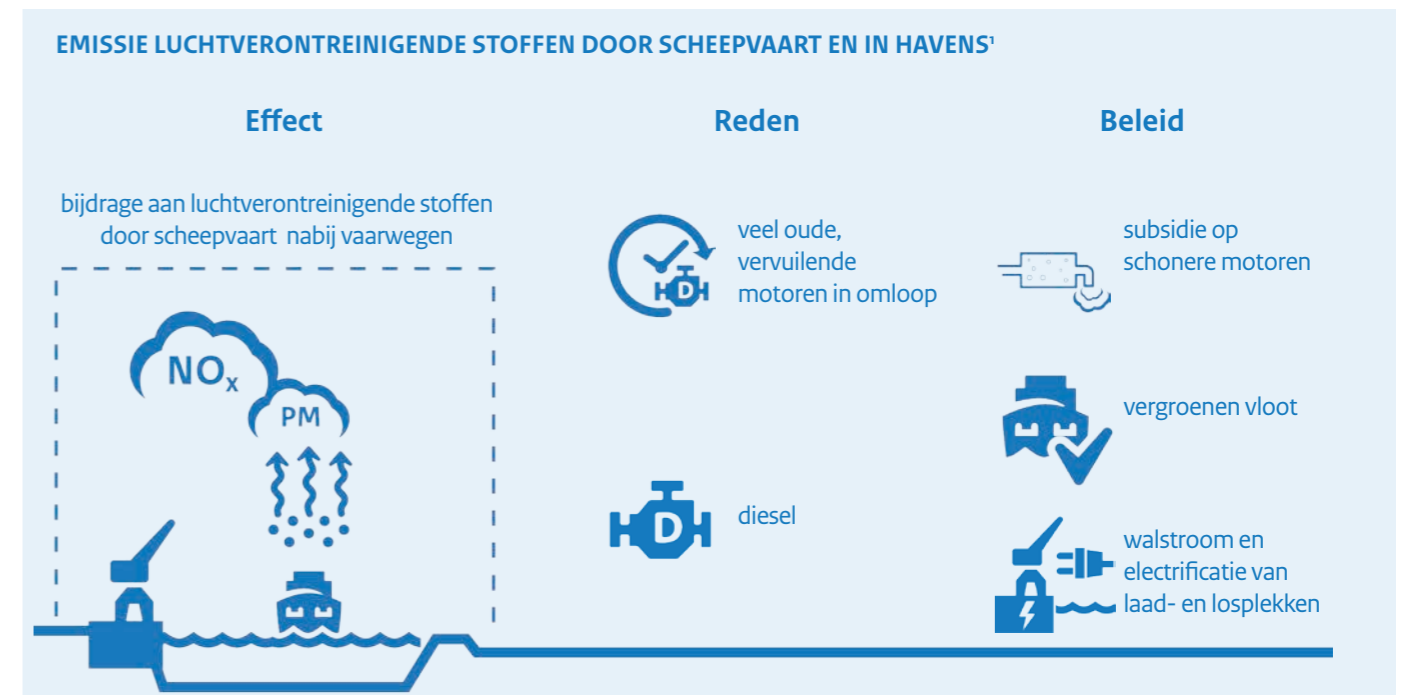 EMISSIE LUCHTVERONTREINIGENDE STOFFEN DOOR SCHEEPVAART EN IN HAVENS¹
Effect
bijdrage aan luchtverontreinigende stoffen
door scheepvaart nabij vaarwegen
NOₓ
PM
Reden
D
veel oude,
vervuilende
motoren in omloop
D
diesel
Beleid
subsidie op
schonere motoren
vergroenen vloot
walstroom en
electrificatie van
laad- en losplekken